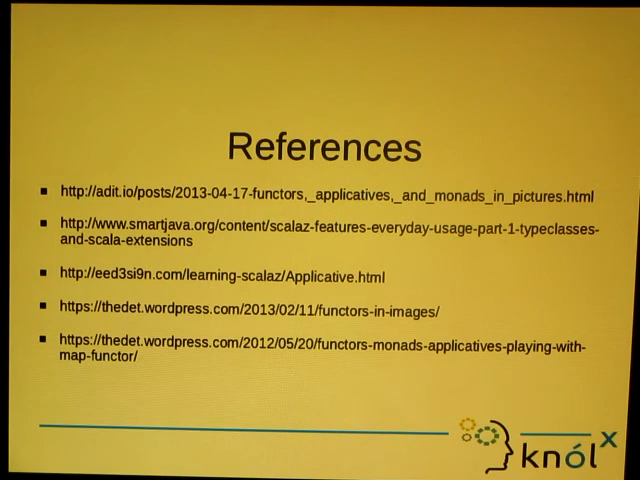 References
http://adit.io/posts/2013-04-17-functors,_applicatives,_and_monads_in_pictures.html
http://www.smartjava.org/content/scalaz-features-everyday-usage-part-1-typeclasses-
and-scala-extensions
http://eed3si9n.com/learning-scalaz/Applicative.html
https://thedet.wordpress.com/2013/02/11/functors-in-images/
https://thedet.wordpress.com/2012/05/20/functors-monads-applicatives-playing-with-
map-functor/
knólx